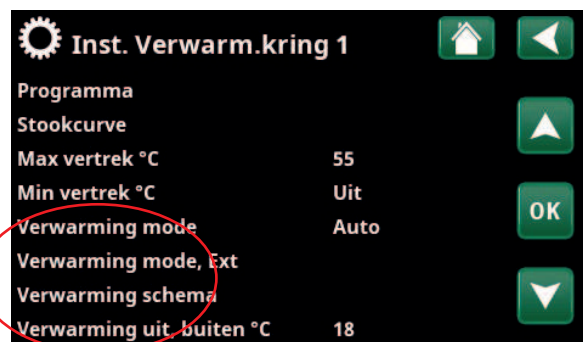 Inst. Verwarm.kring 1
Programma
Stookcurve
Max vertrek °C 55
Min vertrek °C Uit
Verwarming mode Auto
OK
Verwarming mode, Ext
Verwarming schema
Verwarming uit, buiten °C 18